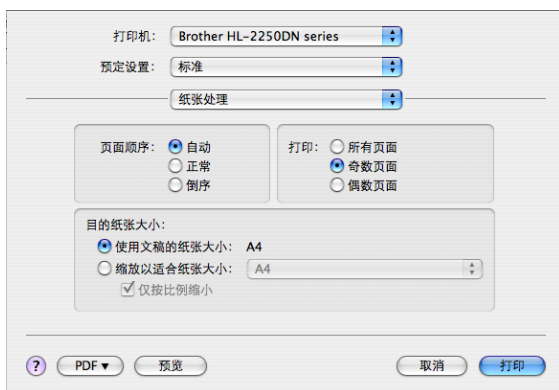 打印机: Brother HL-2250DN series
预定设置: 标准
纸张处理
页面顺序: 自动
正常
倒序
打印: 所有页面
奇数页面
偶数页面
目的纸张大小:
使用文稿的纸张大小: A4
缩放以适合纸张大小: A4
仅按比例缩小
? PDF▼ 预览 取消 打印